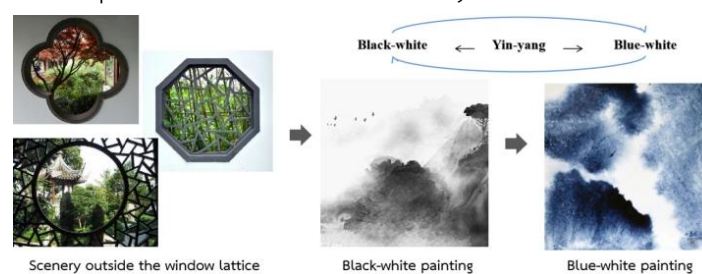 Black-white ← Yin-yang → Blue-white
Scenery outside the window lattice
Black-white painting
Blue-white painting